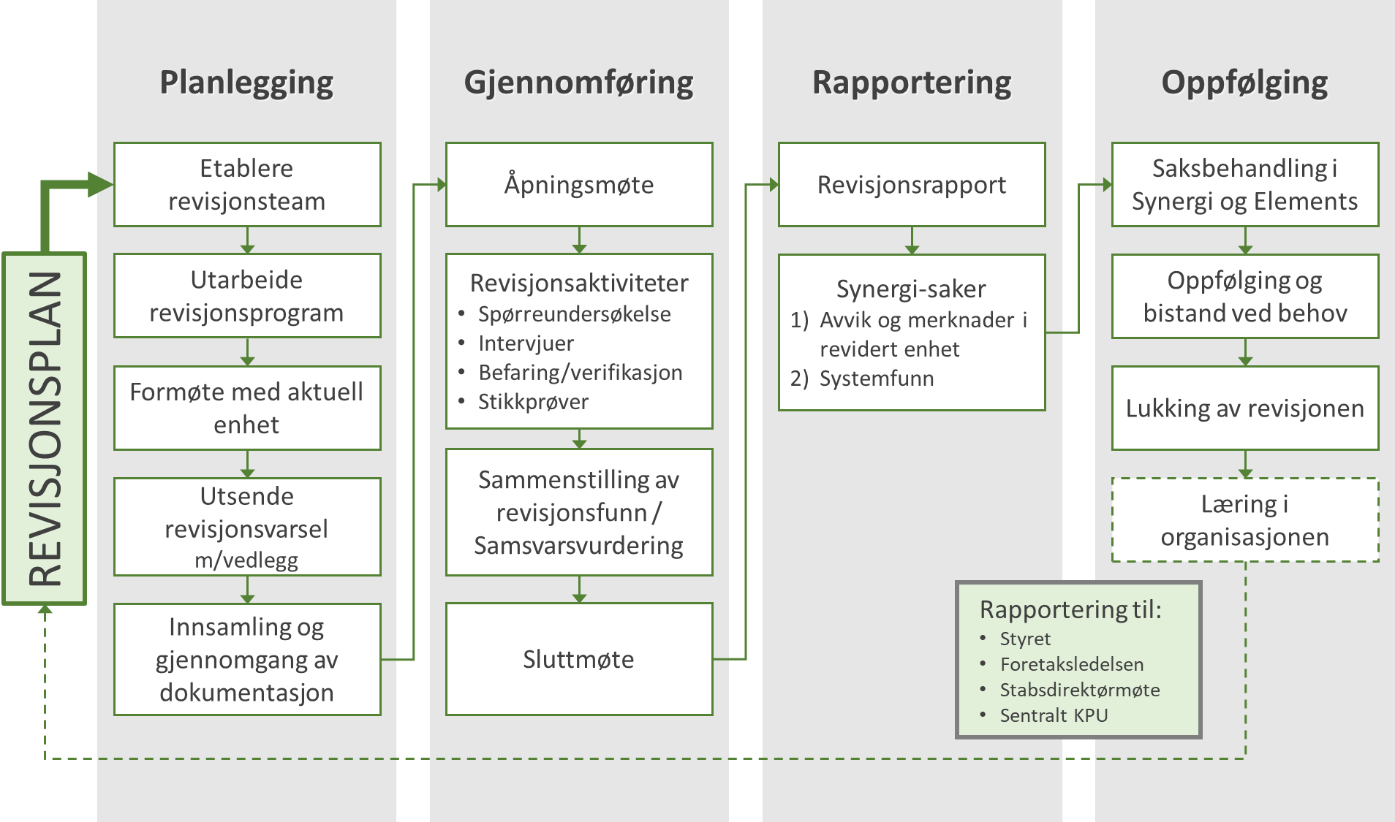 REVISJONSPLAN
Planlegging
Etablere
revisjonsteam
Utarbeide
revisjonsprogram
Formøte med aktuell
enhet
Utsende
revisjonsvarsel
m/vedlegg
Innsamling og
gjennomgang av
dokumentasjon
Gjennomføring
Åpningsmøte
Revisjonsaktiviteter
• Spørreundersøkelse
• Intervjuer
• Befaring/verifikasjon
• Stikkprøver
Sammenstilling av
revisjonsfunn /
Samsvarsvurdering
Sluttmøte
Rapportering
Revisjonsrapport
Synergi-saker
1) Avvik og merknader i
revidert enhet
2) Systemfunn
Oppfølging
Saksbehandling i
Synergi og Elements
Oppfølging og
bistand ved behov
Lukking av revisjonen
Læring i
organisasjonen
Rapportering til:
• Styret
• Foretaksledelsen
• Stabsdirektørmøte
• Sentralt KPU